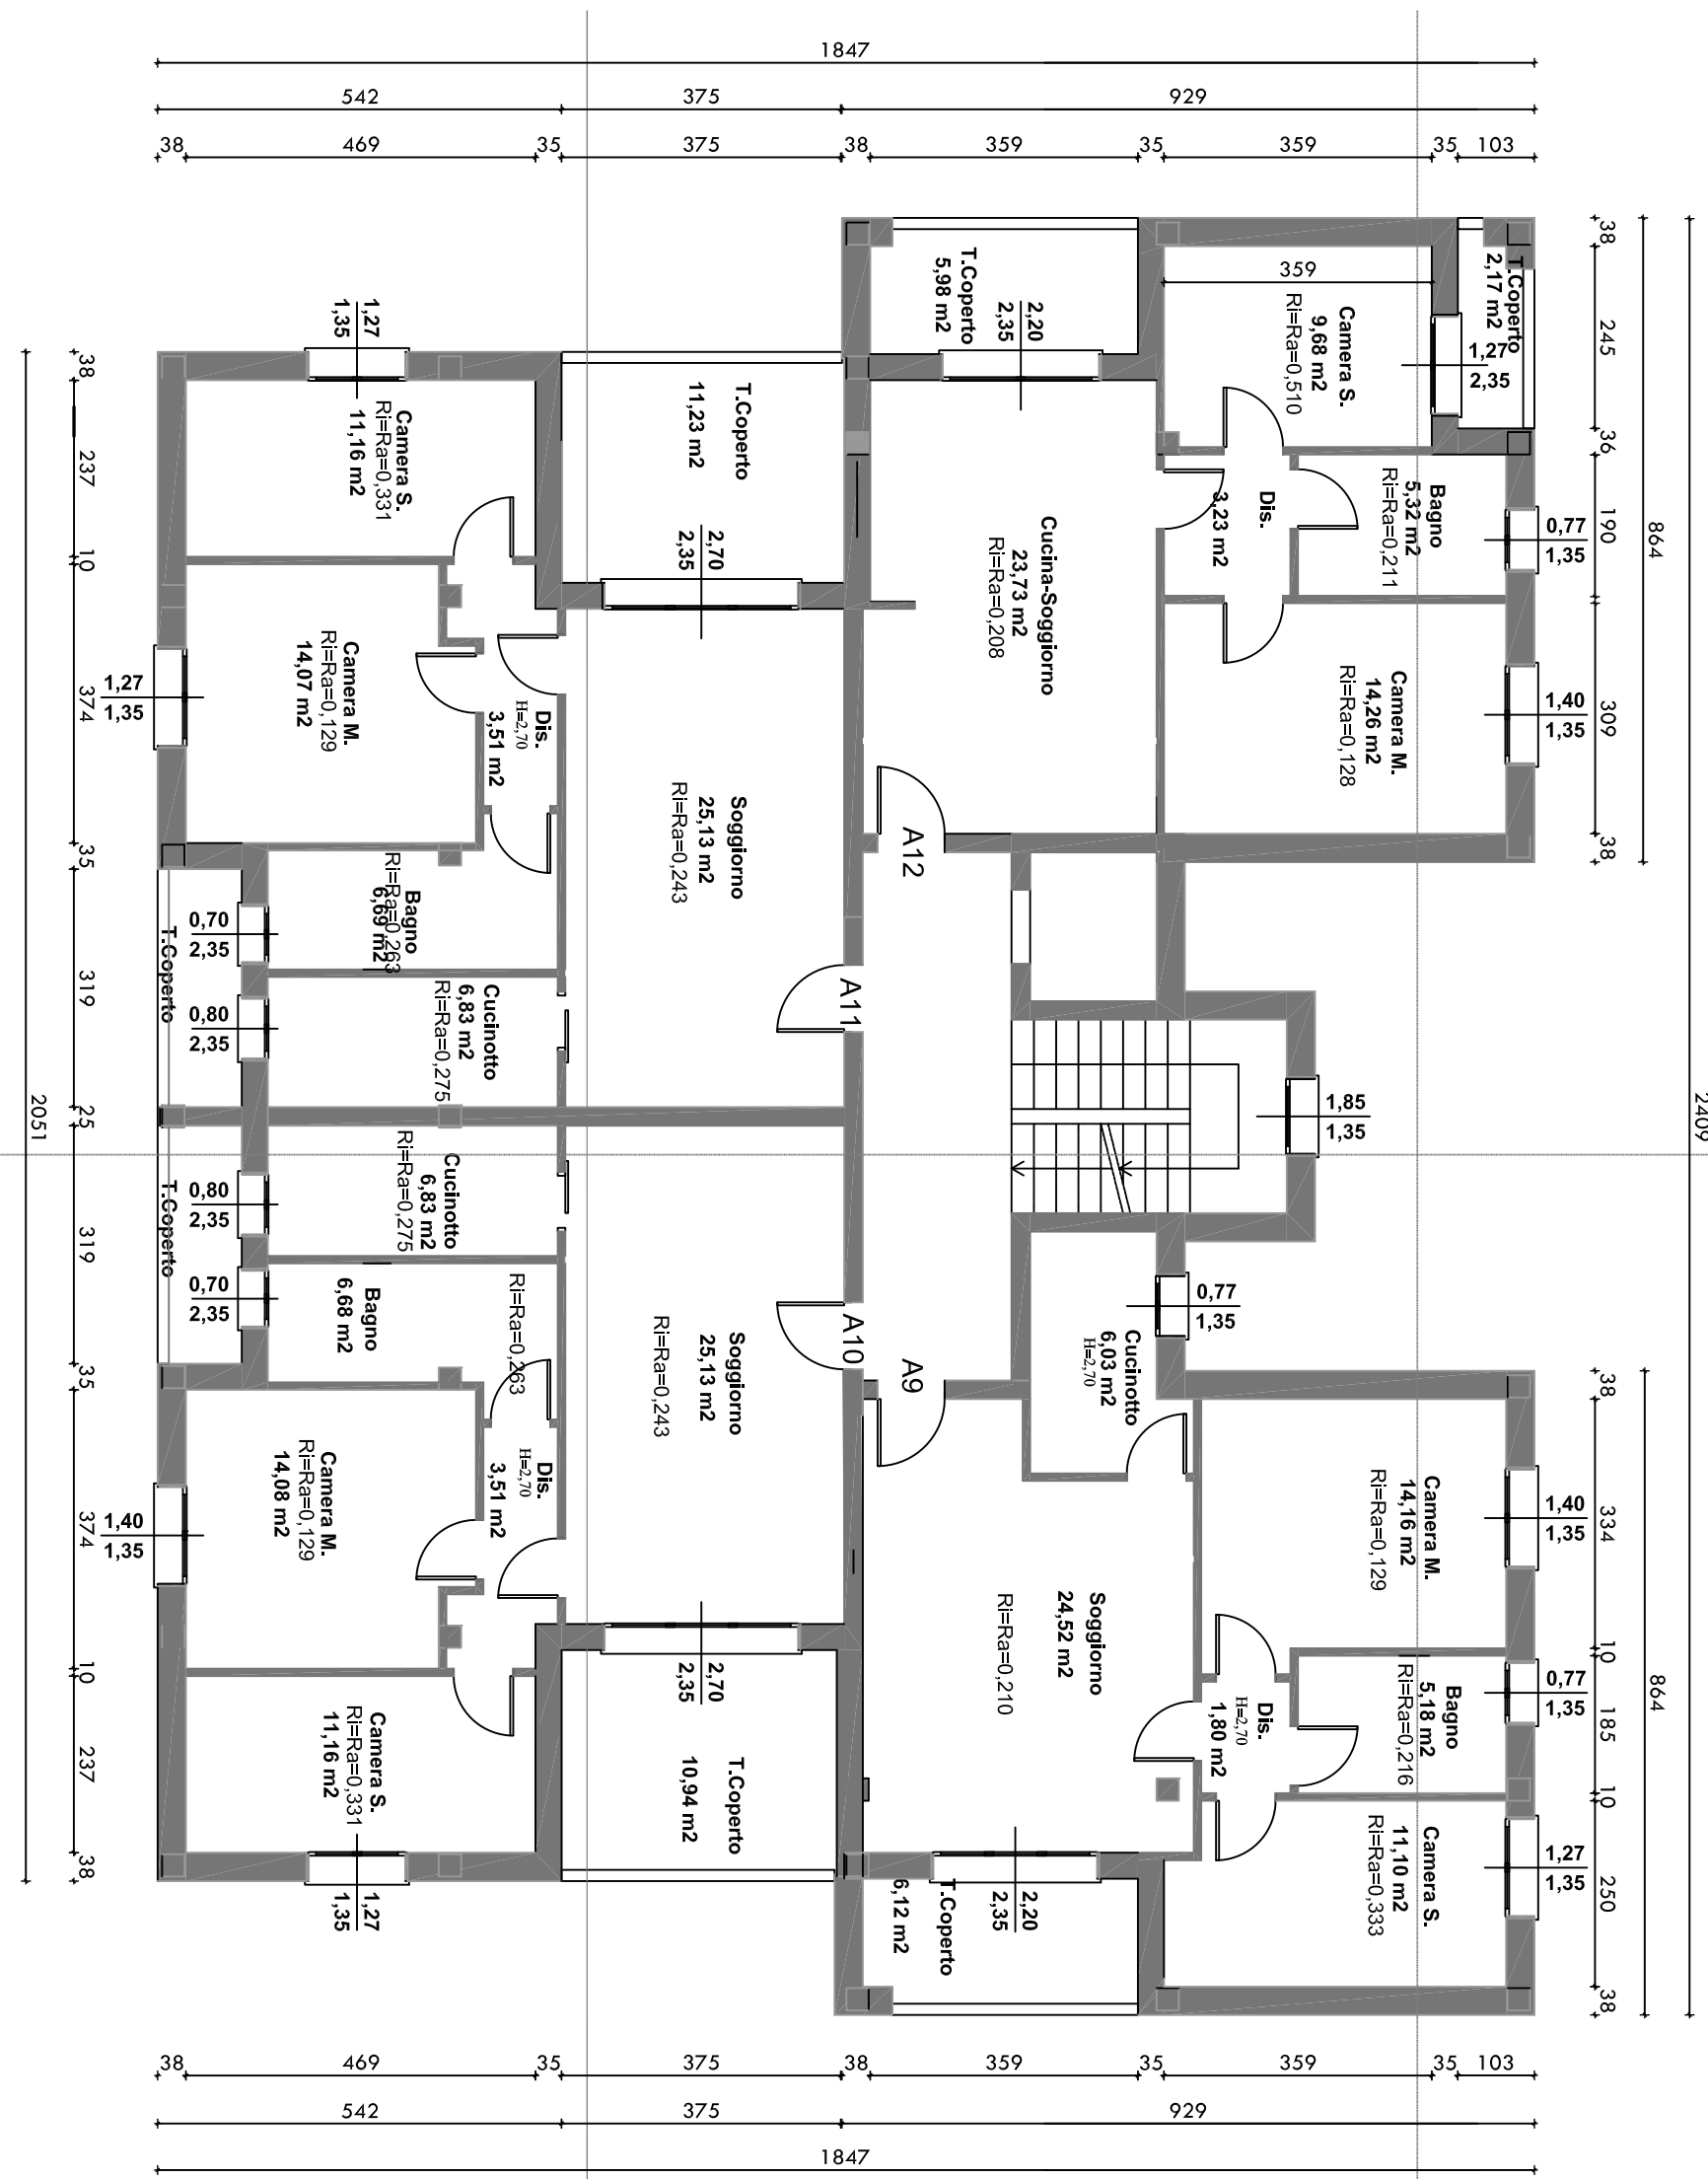 1847
542
375
929
38
469
35
375
38
359
35
359
35
103
T.Coperto
5,98 m2
2,20
2,35
359
Camera S.
9,68 m2
Ri=Ra=0,510
T.Coperto
2,17 m2
1,27
2,35
38
245
36
190
309
38
864
2409
1,27
1,35
Camera S.
Ri=Ra=0,331
11,16 m2
T.Coperto
11,23 m2
2,70
2,35
38
237
10
374
35
319
25
319
35
374
10
237
38
2051
Cucina-Soggiorno
23,73 m2
Ri=Ra=0,208
Dis.
3,23 m2
Bagno
5,32 m2
Ri=Ra=0,211
0,77
1,35
Camera M.
Ri=Ra=0,129
14,07 m2
1,27
1,35
Dis.
H=2,70
3,51 m2
Camera M.
14,26 m2
Ri=Ra=0,128
1,40
1,35
Soggiorno
25,13 m2
Ri=Ra=0,243
A12
Bagno
6,69 m2
Ri=Ra=0,263
0,70
2,35
T.Coperto
Cucinotto
6,83 m2
Ri=Ra=0,275
0,80
2,35
A11
1,85
1,35
Cucinotto
6,83 m2
Ri=Ra=0,275
0,80
2,35
T.Coperto
Bagno
6,68 m2
Ri=Ra=0,263
0,70
2,35
A10
A9
0,77
1,35
Cucinotto
6,03 m2
H=2,70
Soggiorno
25,13 m2
Ri=Ra=0,243
Camera M.
Ri=Ra=0,129
14,08 m2
1,40
1,35
Dis.
H=2,70
3,51 m2
Camera M.
14,16 m2
Ri=Ra=0,129
1,40
1,35
38
334
10
185
10
250
38
864
Soggiorno
24,52 m2
Ri=Ra=0,210
Dis.
H=2,70
1,80 m2
Bagno
5,18 m2
Ri=Ra=0,216
0,77
1,35
Camera S.
Ri=Ra=0,331
11,16 m2
1,27
1,35
2,70
2,35
T.Coperto
10,94 m2
Camera S.
11,10 m2
Ri=Ra=0,333
1,27
1,35
T.Coperto
6,12 m2
2,20
2,35
38
469
35
375
38
359
35
359
35
103
542
375
929
1847